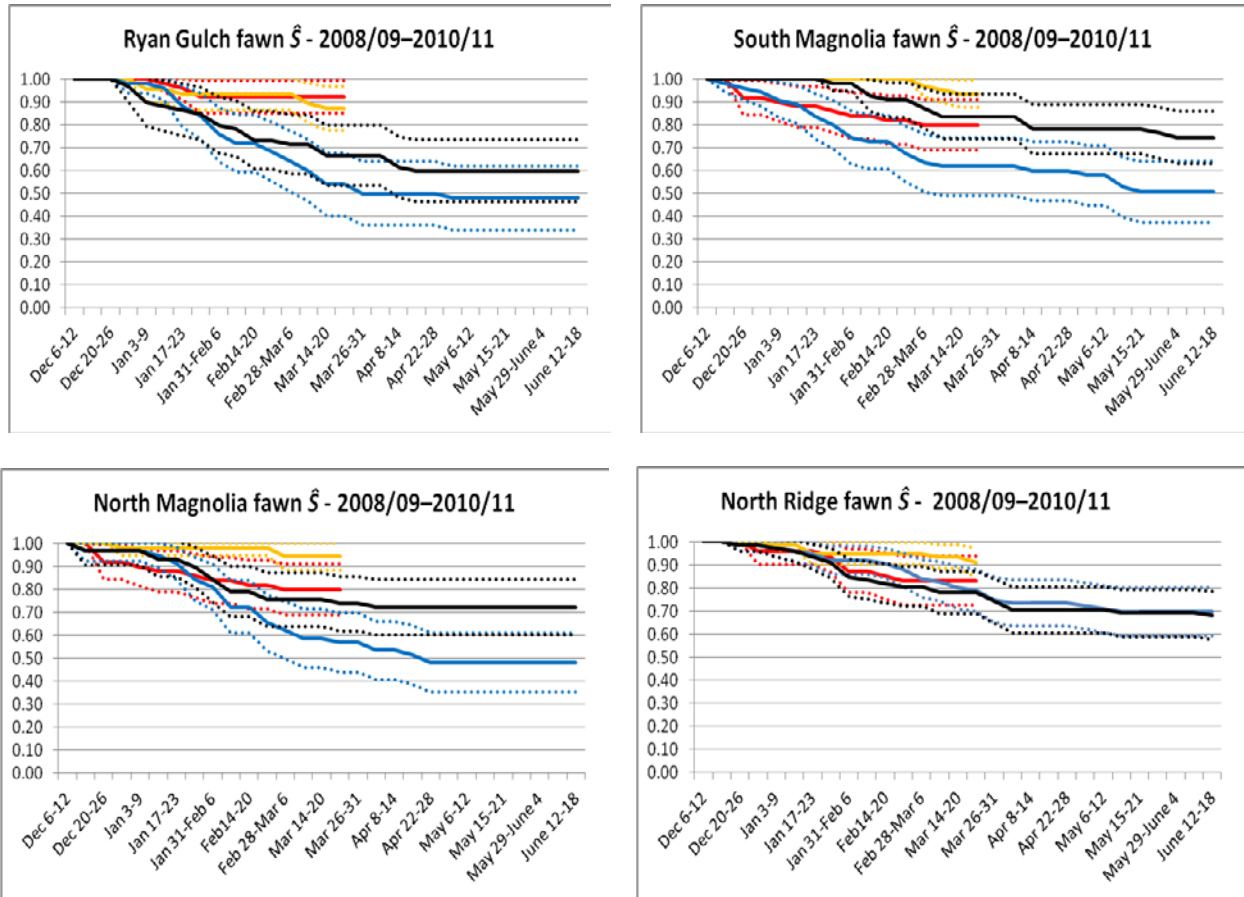 Ryan Gulch fawn Ŝ - 2008/09–2010/11
1.00
0.90
0.80
0.70
0.60
0.50
0.40
0.30
0.20
0.10
0.00
Dec 6-12
Dec 20-26
Jan 3-9
Jan 17-23
Jan 31-Feb 6
Feb14-20
Feb 28-Mar 6
Mar 14-20
Mar 26-31
Apr 8-14
Apr 22-28
May 6-12
May 15-21
May 29-June 4
June 12-18
South Magnolia fawn Ŝ - 2008/09–2010/11
1.00
0.90
0.80
0.70
0.60
0.50
0.40
0.30
0.20
0.10
0.00
Dec 6-12
Dec 20-26
Jan 3-9
Jan 17-23
Jan 31-Feb 6
Feb14-20
Feb 28-Mar 6
Mar 14-20
Mar 26-31
Apr 8-14
Apr 22-28
May 6-12
May 15-21
May 29-June 4
June 12-18
North Magnolia fawn Ŝ - 2008/09–2010/11
1.00
0.90
0.80
0.70
0.60
0.50
0.40
0.30
0.20
0.10
0.00
Dec 6-12
Dec 20-26
Jan 3-9
Jan 17-23
Jan 31-Feb 6
Feb14-20
Feb 28-Mar 6
Mar 14-20
Mar 26-31
Apr 8-14
Apr 22-28
May 6-12
May 15-21
May 29-June 4
June 12-18
North Ridge fawn Ŝ - 2008/09–2010/11
1.00
0.90
0.80
0.70
0.60
0.50
0.40
0.30
0.20
0.10
0.00
Dec 6-12
Dec 20-26
Jan 3-9
Jan 17-23
Jan 31-Feb 6
Feb14-20
Feb 28-Mar 6
Mar 14-20
Mar 26-31
Apr 8-14
Apr 22-28
May 6-12
May 15-21
May 29-June 4
June 12-18